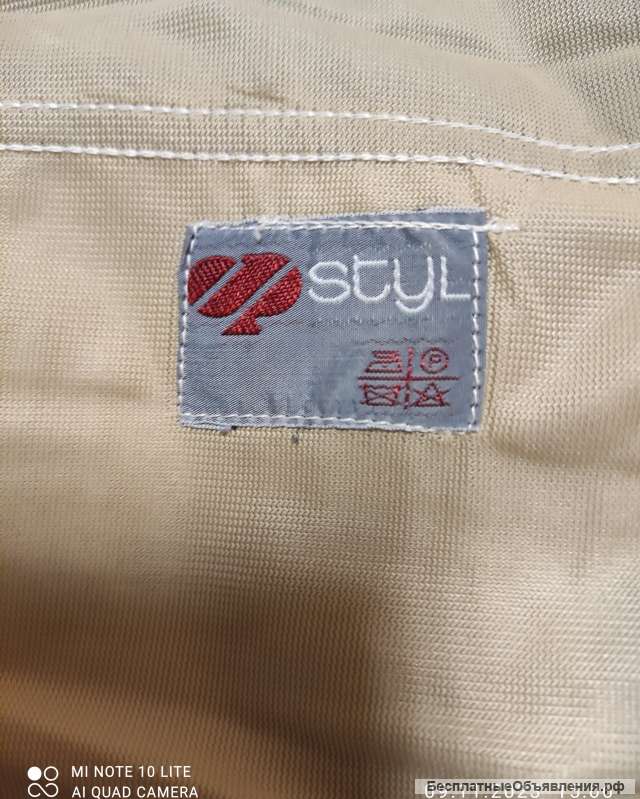 styl
P
MI NOTE 10 LITE
AI QUAD CAMERA
БесплатныеОбъявления.рф